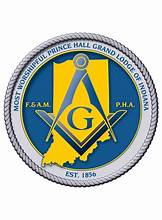 MOST WORSHIPFUL PRINCE HALL GRAND LODGE OF INDIANA
F.&A.M. P.H.A.
G
EST. 1856